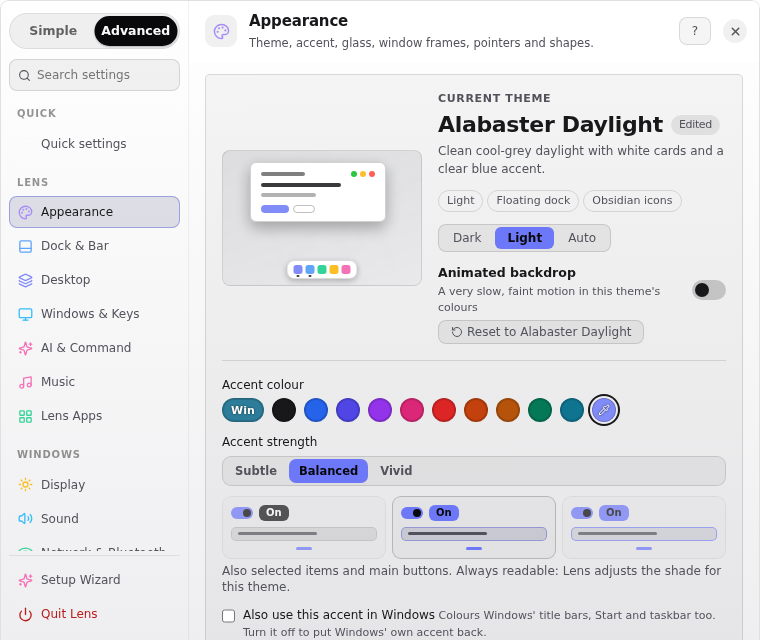 Simple
Advanced
Search settings
QUICK
Quick settings
LENS
Appearance
Dock & Bar
Desktop
Windows & Keys
AI & Command
Music
Lens Apps
WINDOWS
Display
Sound
Network & Bluetooth
Setup Wizard
Quit Lens
Appearance
Theme, accent, glass, window frames, pointers and shapes.
?
CURRENT THEME
Alabaster Daylight Edited
Clean cool-grey daylight with white cards and a
clear blue accent.
Light Floating dock Obsidian icons
Dark Light Auto
Animated backdrop
A very slow, faint motion in this theme's
colours
Reset to Alabaster Daylight
Accent colour
Win
Accent strength
Subtle Balanced Vivid
On On On
Also selected items and main buttons. Always readable: Lens adjusts the shade for
this theme.
Also use this accent in Windows Colours Windows' title bars, Start and taskbar too.
Turn it off to put Windows' own accent back.